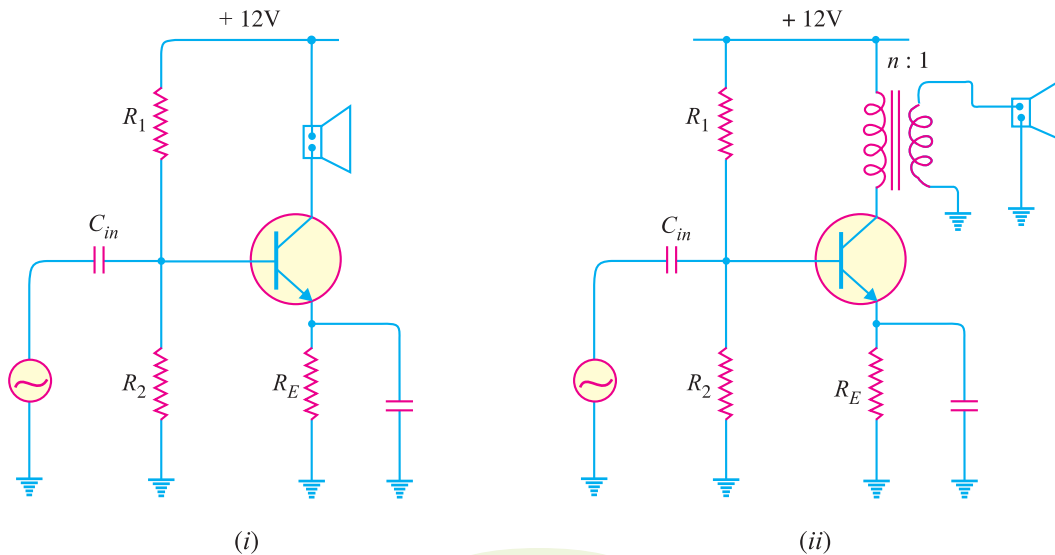 + 12V
R1
Cin
R2
RE
(i)
+ 12V
n : 1
R1
Cin
R2
RE
(ii)